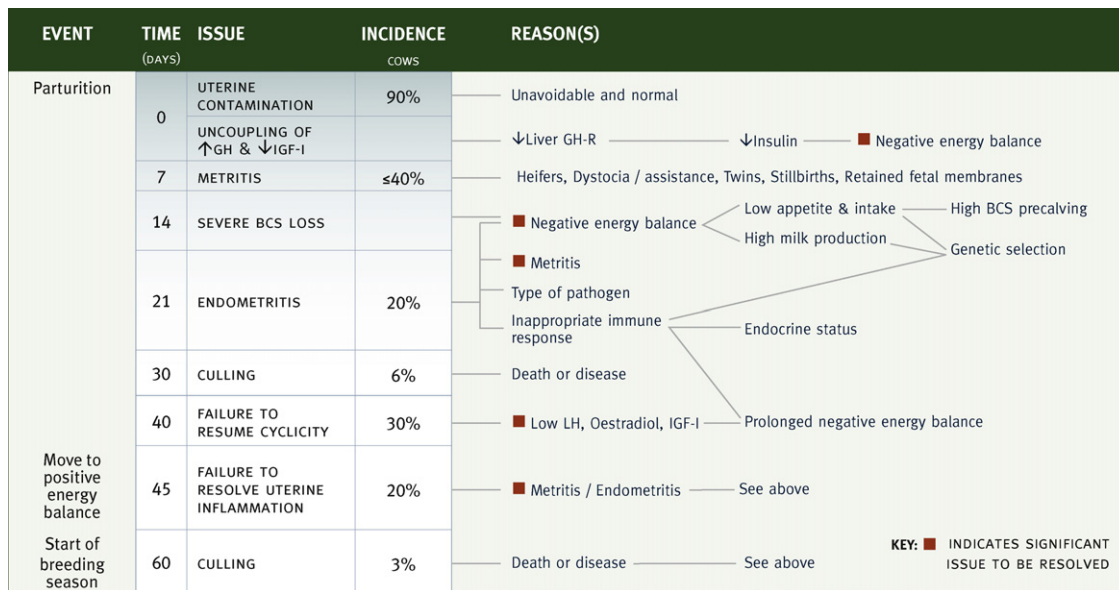 EVENT
TIME
(DAYS)
ISSUE
INCIDENCE
COWS
REASON(S)
Parturition
0
UTERINE
CONTAMINATION
90%
Unavoidable and normal
UNCOUPLING OF
↑GH & ↓IGF-I
↓Liver GH-R
↓Insulin
■ Negative energy balance
7
METRITIS
≤40%
Heifers, Dystocia / assistance, Twins, Stillbirths, Retained fetal membranes
14
SEVERE BCS LOSS
■ Negative energy balance
Low appetite & intake
High BCS precalving
High milk production
Genetic selection
21
ENDOMETRITIS
20%
■ Metritis
Type of pathogen
Inappropriate immune
response
Endocrine status
30
CULLING
6%
Death or disease
40
FAILURE TO
RESUME CYCLICITY
30%
■ Low LH, Oestradiol, IGF-I
Prolonged negative energy balance
Move to
positive
energy
balance
45
FAILURE TO
RESOLVE UTERINE
INFLAMMATION
20%
■ Metritis / Endometritis
See above
Start of
breeding
season
60
CULLING
3%
Death or disease
See above
KEY: ■ INDICATES SIGNIFICANT
ISSUE TO BE RESOLVED